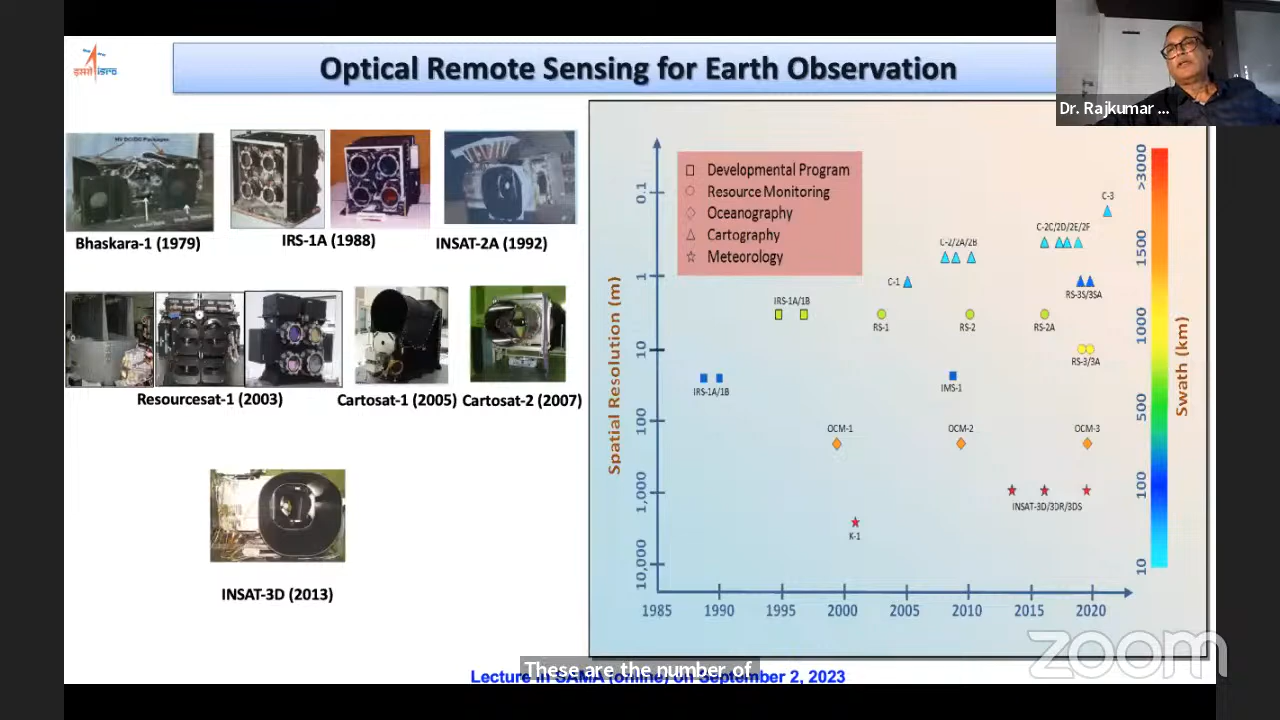 इसरो isro
Optical Remote Sensing for Earth Observation
Dr. Rajkumar ...
Bhaskara-1 (1979)
IRS-1A (1988)
INSAT-2A (1992)
Resourcesat-1 (2003)
Cartosat-1 (2005)
Cartosat-2 (2007)
INSAT-3D (2013)
Developmental Program
Resource Monitoring
Oceanography
Cartography
Meteorology
Spatial Resolution (m)
0.1
1
10
100
1,000
10,000
C-3
C-2C/2D/2E/2F
C-2/2A/2B
C-1
RS-3S/3SA
IRS-1A/1B
RS-1
RS-2
RS-2A
RS-3/3A
IRS-1A/1B
IMS-1
OCM-1
OCM-2
OCM-3
INSAT-3D/3DR/3DS
K-1
1985
1990
1995
2000
2005
2010
2015
2020
>3000
1500
1000
500
100
10
Swath (km)
zoom
These are the number of
Lecture in SAMA (online) on September 2, 2023